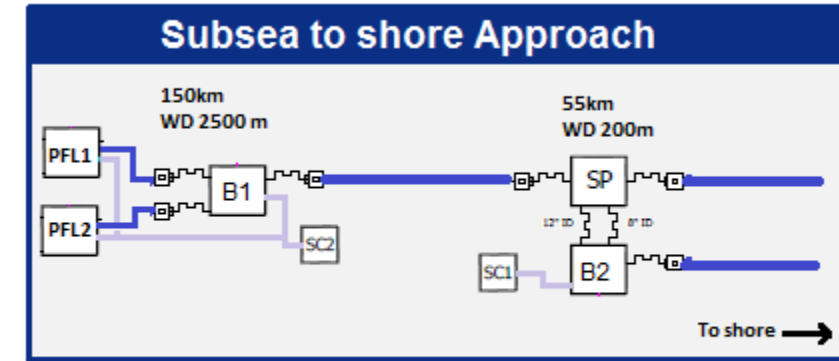 Subsea to shore Approach
150km
WD 2500 m
55km
WD 200m
PFL1
B1
SP
PFL2
12" ID
8" ID
SC2
SC1
B2
To shore